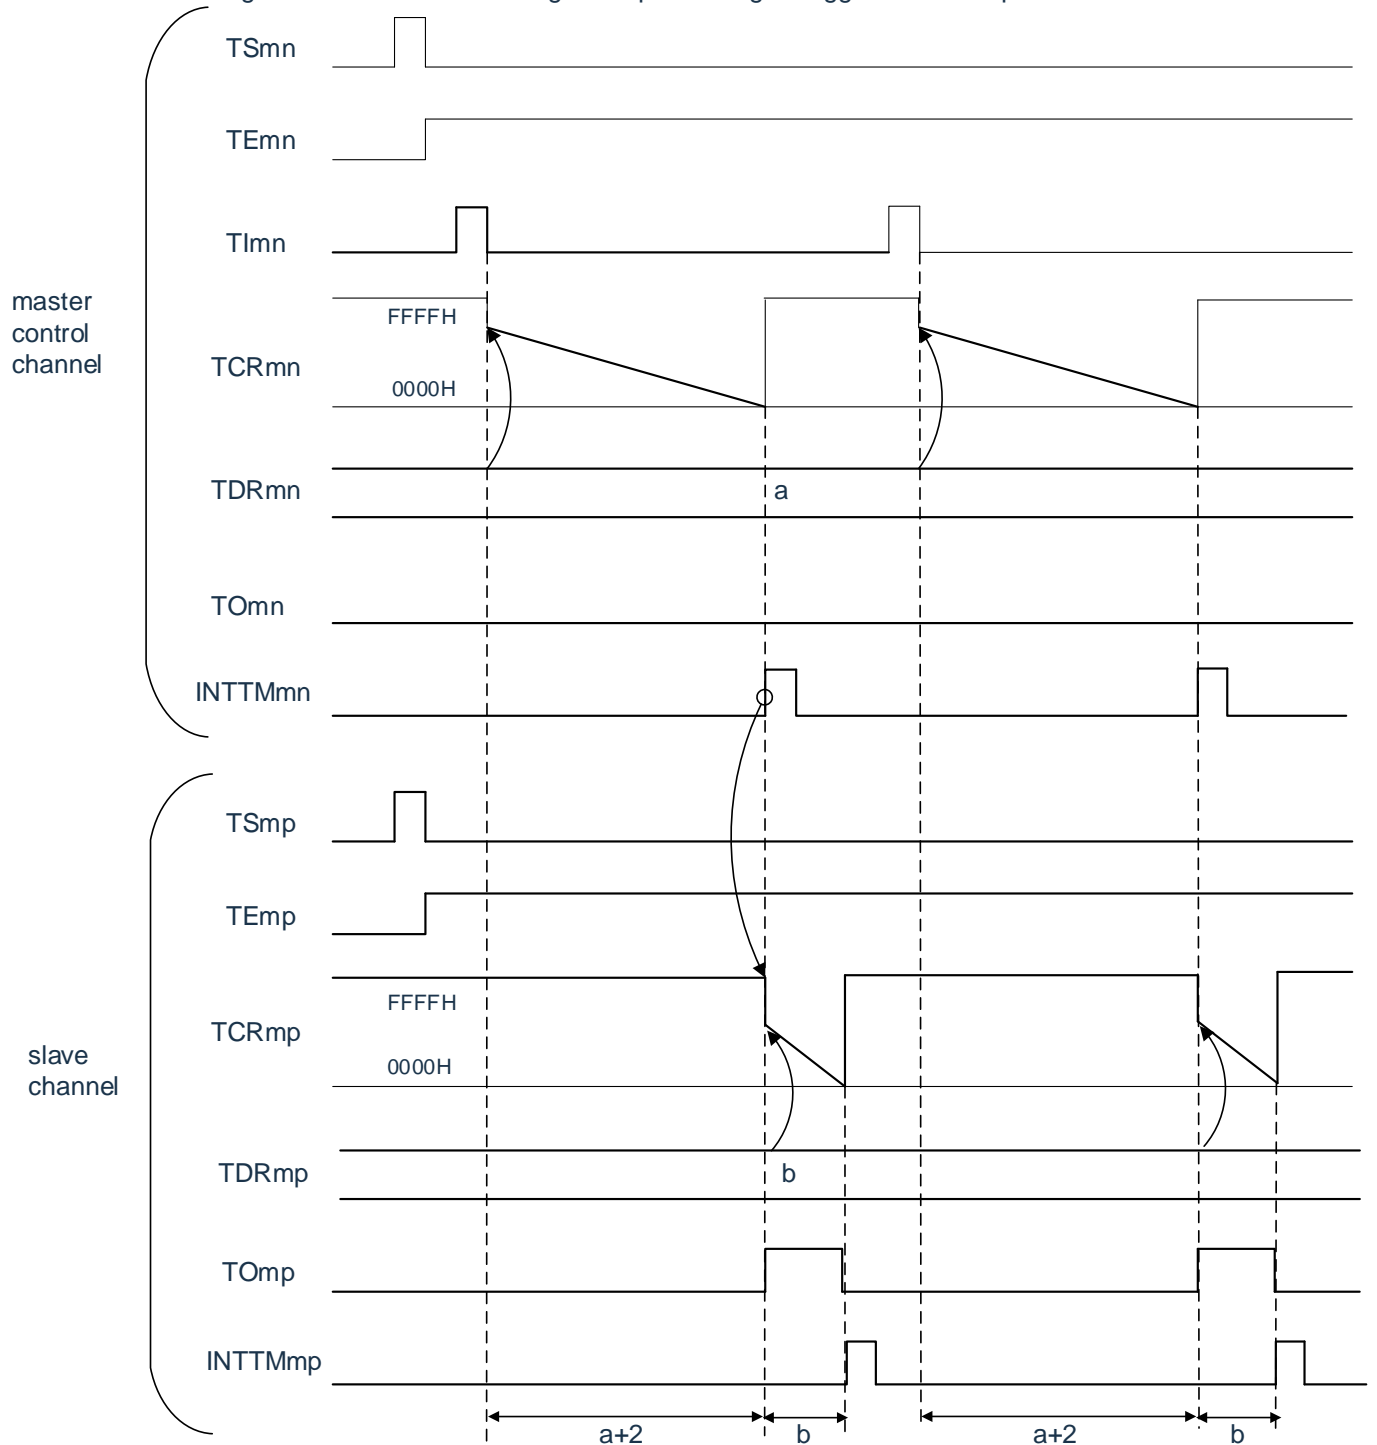 TSmn
TEmn
TImn
master
control
channel
FFFFH
TCRmn
0000H
TDRmn
a
TOmn
INTTMmn
TSmp
TEmp
FFFFH
TCRmp
slave
channel
0000H
TDRmp
b
TOmp
INTTMmp
a+2 b a+2 b